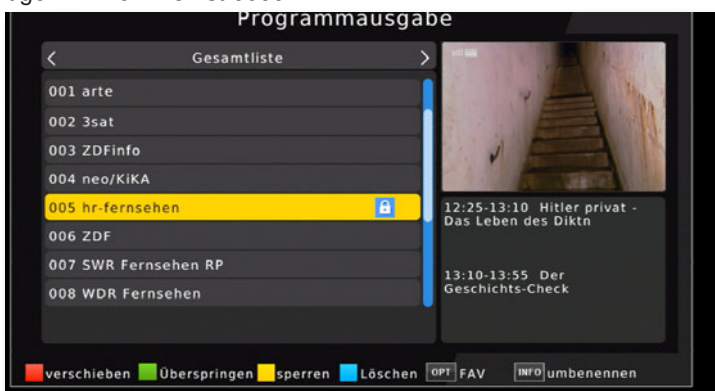 Programmausgabe
Gesamtliste
001 arte
002 3sat
003 ZDFinfo
004 neo/KiKA
005 hr-fernsehen
006 ZDF
007 SWR Fernsehen RP
008 WDR Fernsehen
12:25-13:10 Hitler privat -
Das Leben des Diktn
13:10-13:55 Der
Geschichts-Check
verschieben Überspringen sperren Löschen OPT FAV INFO umbenennen